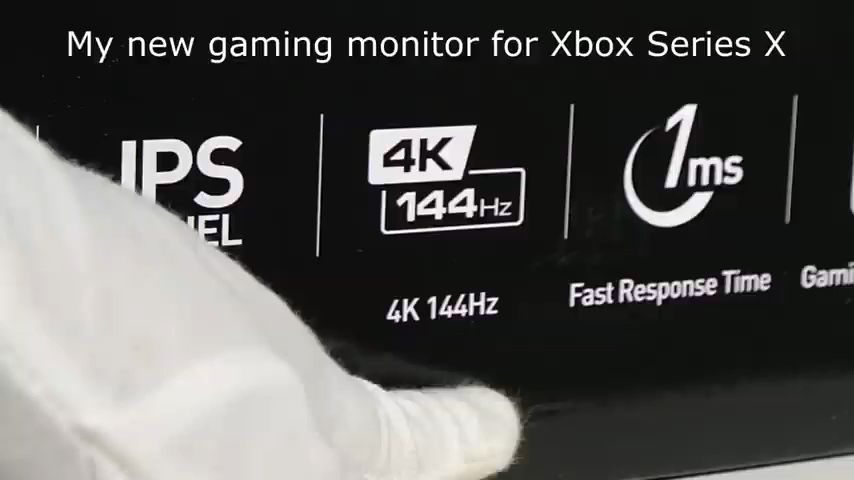 My new gaming monitor for Xbox Series X
IPS
4K
144Hz
1ms
4K 144Hz
Fast Response Time